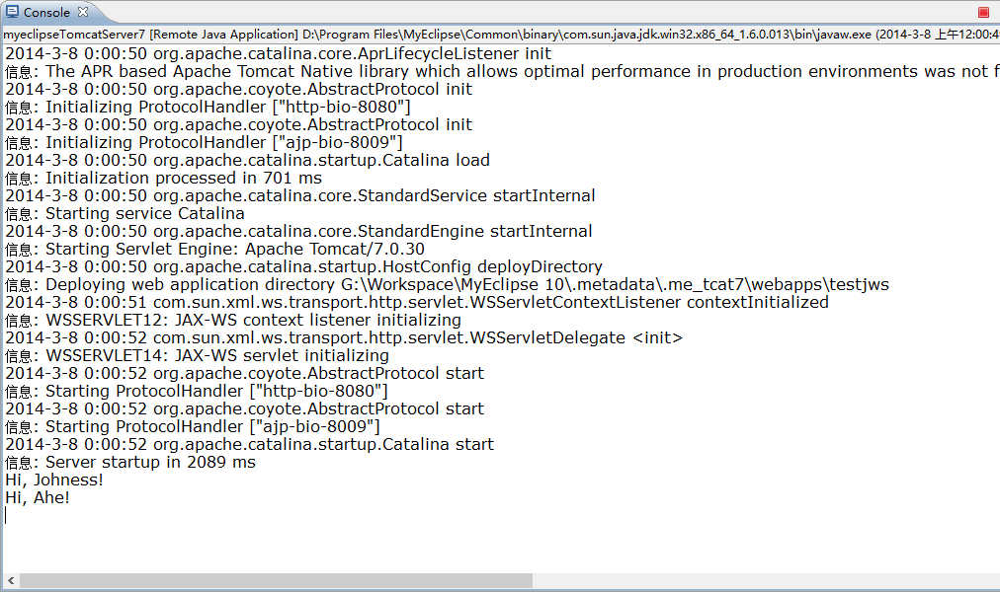 Console
myeclipseTomcatServer7 [Remote Java Application] D:\Program Files\MyEclipse\Common\binary\com.sun.java.jdk.win32.x86_64_1.6.0.013\bin\javaw.exe (2014-3-8 上午12:00:49
2014-3-8 0:00:50 org.apache.catalina.core.AprLifecycleListener init
信息: The APR based Apache Tomcat Native library which allows optimal performance in production environments was not f
2014-3-8 0:00:50 org.apache.coyote.AbstractProtocol init
信息: Initializing ProtocolHandler ["http-bio-8080"]
2014-3-8 0:00:50 org.apache.coyote.AbstractProtocol init
信息: Initializing ProtocolHandler ["ajp-bio-8009"]
2014-3-8 0:00:50 org.apache.catalina.startup.Catalina load
信息: Initialization processed in 701 ms
2014-3-8 0:00:50 org.apache.catalina.core.StandardService startInternal
信息: Starting service Catalina
2014-3-8 0:00:50 org.apache.catalina.core.StandardEngine startInternal
信息: Starting Servlet Engine: Apache Tomcat/7.0.30
2014-3-8 0:00:50 org.apache.catalina.startup.HostConfig deployDirectory
信息: Deploying web application directory G:\Workspace\MyEclipse 10\.metadata\.me_tcat7\webapps\testjws
2014-3-8 0:00:51 com.sun.xml.ws.transport.http.servlet.WSServletContextListener contextInitialized
信息: WSSERVLET12: JAX-WS context listener initializing
2014-3-8 0:00:52 com.sun.xml.ws.transport.http.servlet.WSServletDelegate <init>
信息: WSSERVLET14: JAX-WS servlet initializing
2014-3-8 0:00:52 org.apache.coyote.AbstractProtocol start
信息: Starting ProtocolHandler ["http-bio-8080"]
2014-3-8 0:00:52 org.apache.coyote.AbstractProtocol start
信息: Starting ProtocolHandler ["ajp-bio-8009"]
2014-3-8 0:00:52 org.apache.catalina.startup.Catalina start
信息: Server startup in 2089 ms
Hi, Johness!
Hi, Ahe!